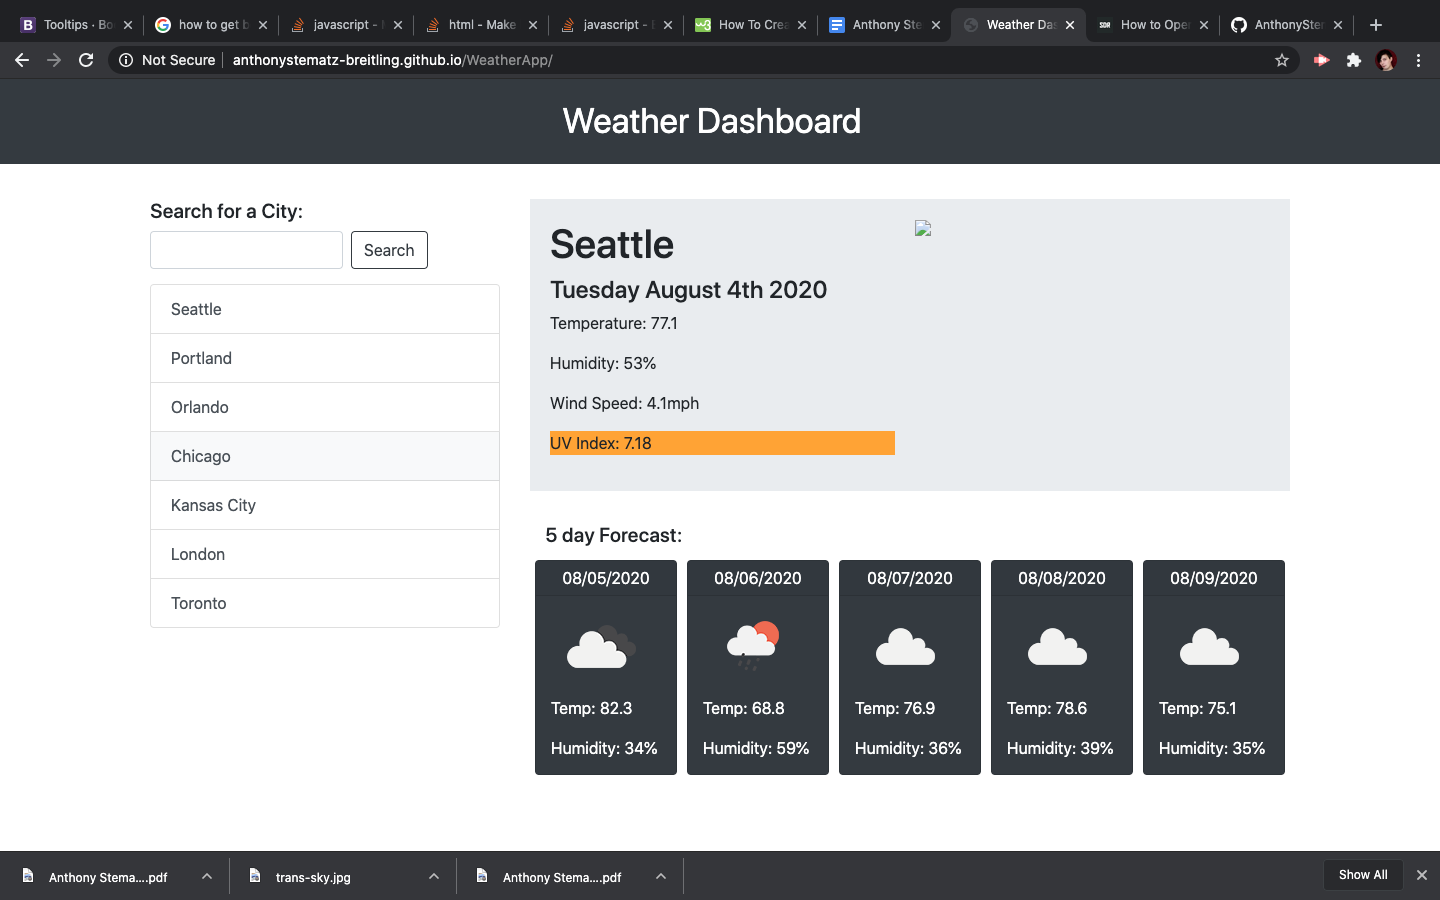 Tooltips · Bo
how to get b
javascript -
html - Make
javascript -
How To Crea
Anthony Ste
Weather Das
How to Oper
AnthonySter
Not Secure
anthonystematz-breitling.github.io/WeatherApp/
Weather Dashboard
Search for a City:
Search
Seattle
Portland
Orlando
Chicago
Kansas City
London
Toronto
Seattle
Tuesday August 4th 2020
Temperature: 77.1
Humidity: 53%
Wind Speed: 4.1mph
UV Index: 7.18
5 day Forecast:
08/05/2020
Temp: 82.3
Humidity: 34%
08/06/2020
Temp: 68.8
Humidity: 59%
08/07/2020
Temp: 76.9
Humidity: 36%
08/08/2020
Temp: 78.6
Humidity: 39%
08/09/2020
Temp: 75.1
Humidity: 35%
Anthony Stema....pdf
trans-sky.jpg
Anthony Stema....pdf
Show All